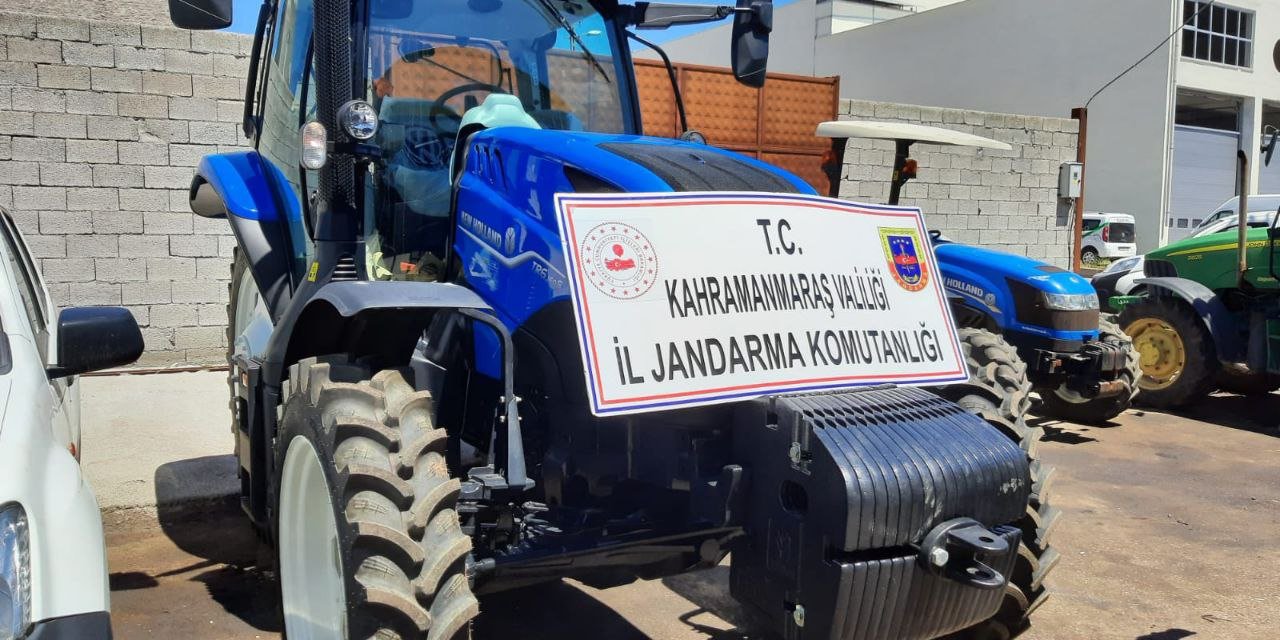 T.C.
KAHRAMANMARAŞ VALİLİĞİ
İL JANDARMA KOMUTANLIĞI
NEW HOLLAND
HOLLAND